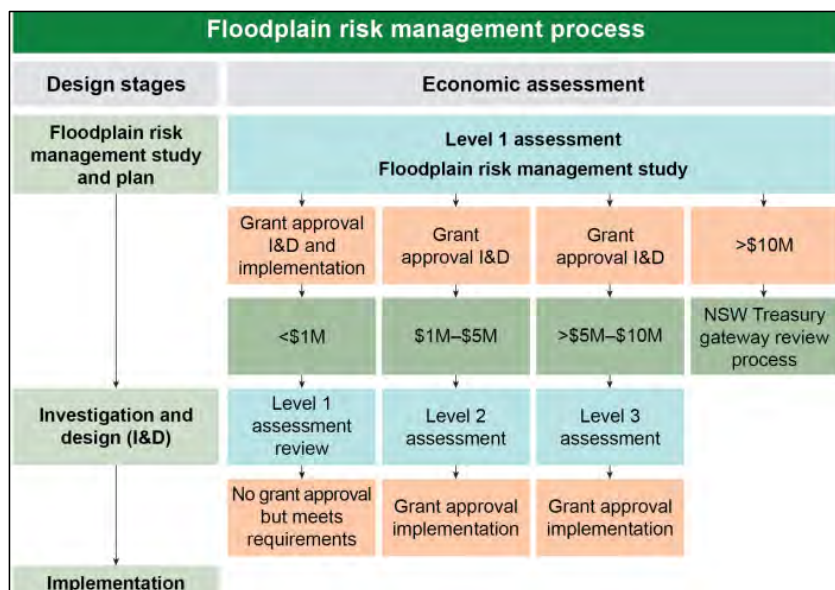 Floodplain risk management process
Design stages
Economic assessment
Floodplain risk
management study
and plan
Level 1 assessment
Floodplain risk management study
Grant approval
I&D and
implementation
Grant
approval I&D
Grant
approval I&D
>$10M
<$1M
$1M–$5M
>$5M–$10M
NSW Treasury
gateway review
process
Investigation and
design (I&D)
Level 1
assessment
review
Level 2
assessment
Level 3
assessment
No grant approval
but meets
requirements
Grant approval
implementation
Grant approval
implementation
Implementation